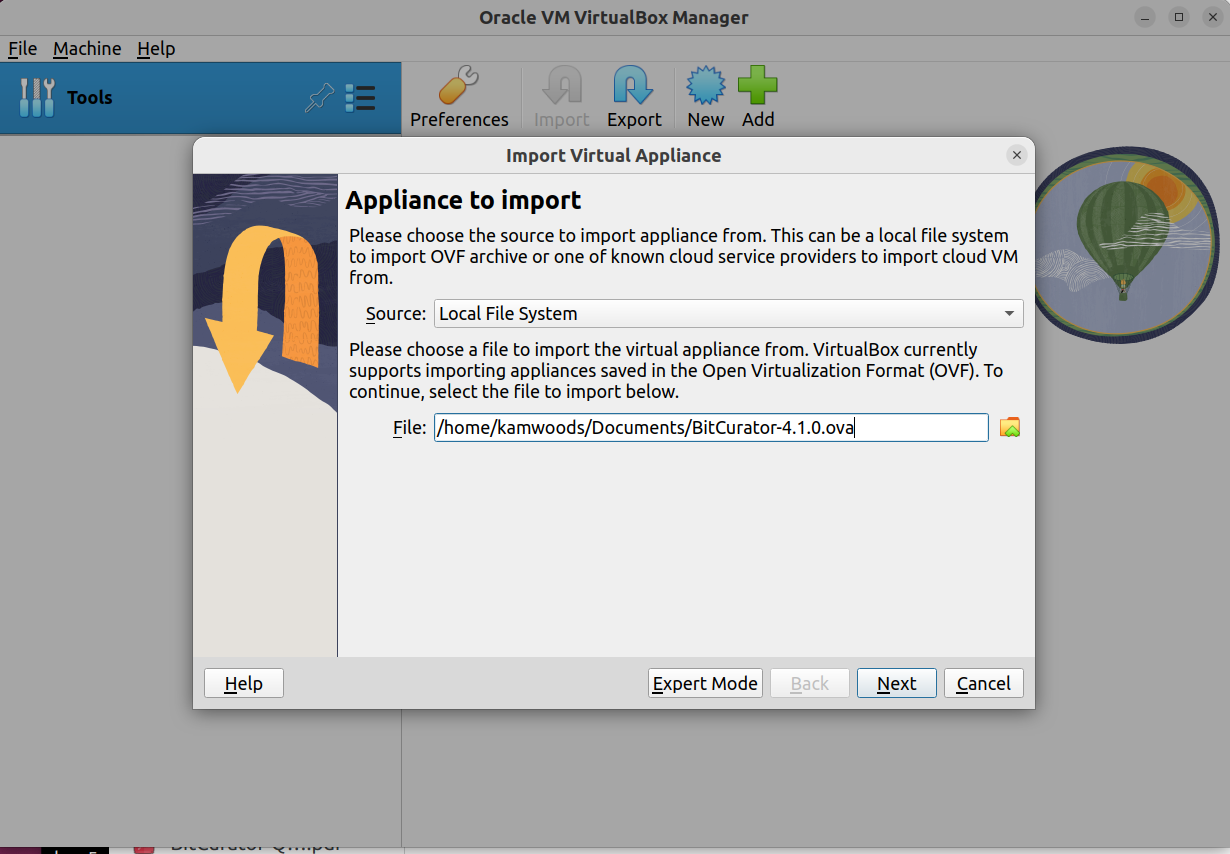 Oracle VM VirtualBox Manager
File Machine Help
Tools
Preferences Import Export New Add
Import Virtual Appliance
Appliance to import
Please choose the source to import appliance from. This can be a local file system
to import OVF archive or one of known cloud service providers to import cloud VM
from.
Source: Local File System
Please choose a file to import the virtual appliance from. VirtualBox currently
supports importing appliances saved in the Open Virtualization Format (OVF). To
continue, select the file to import below.
File: /home/kamwoods/Documents/BitCurator-4.1.0.ova
Help Expert Mode Back Next Cancel